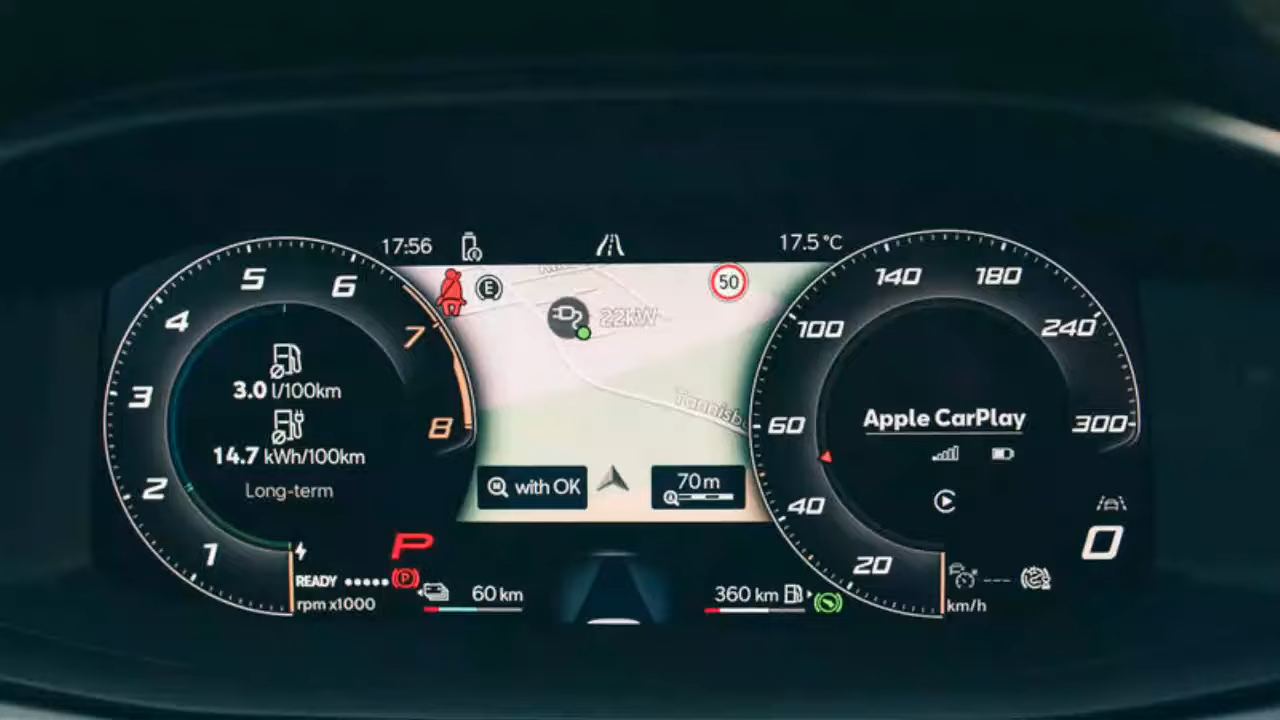 17:56
17.5 °C
1
2
3
4
5
6
7
8
3.0 l/100km
14.7 kWh/100km
Long-term
READY
rpm x1000
P
P
60 km
E
50
22kW
with OK
70 m
360 km
20
40
60
100
140
180
240
300
Apple CarPlay
0
---
km/h